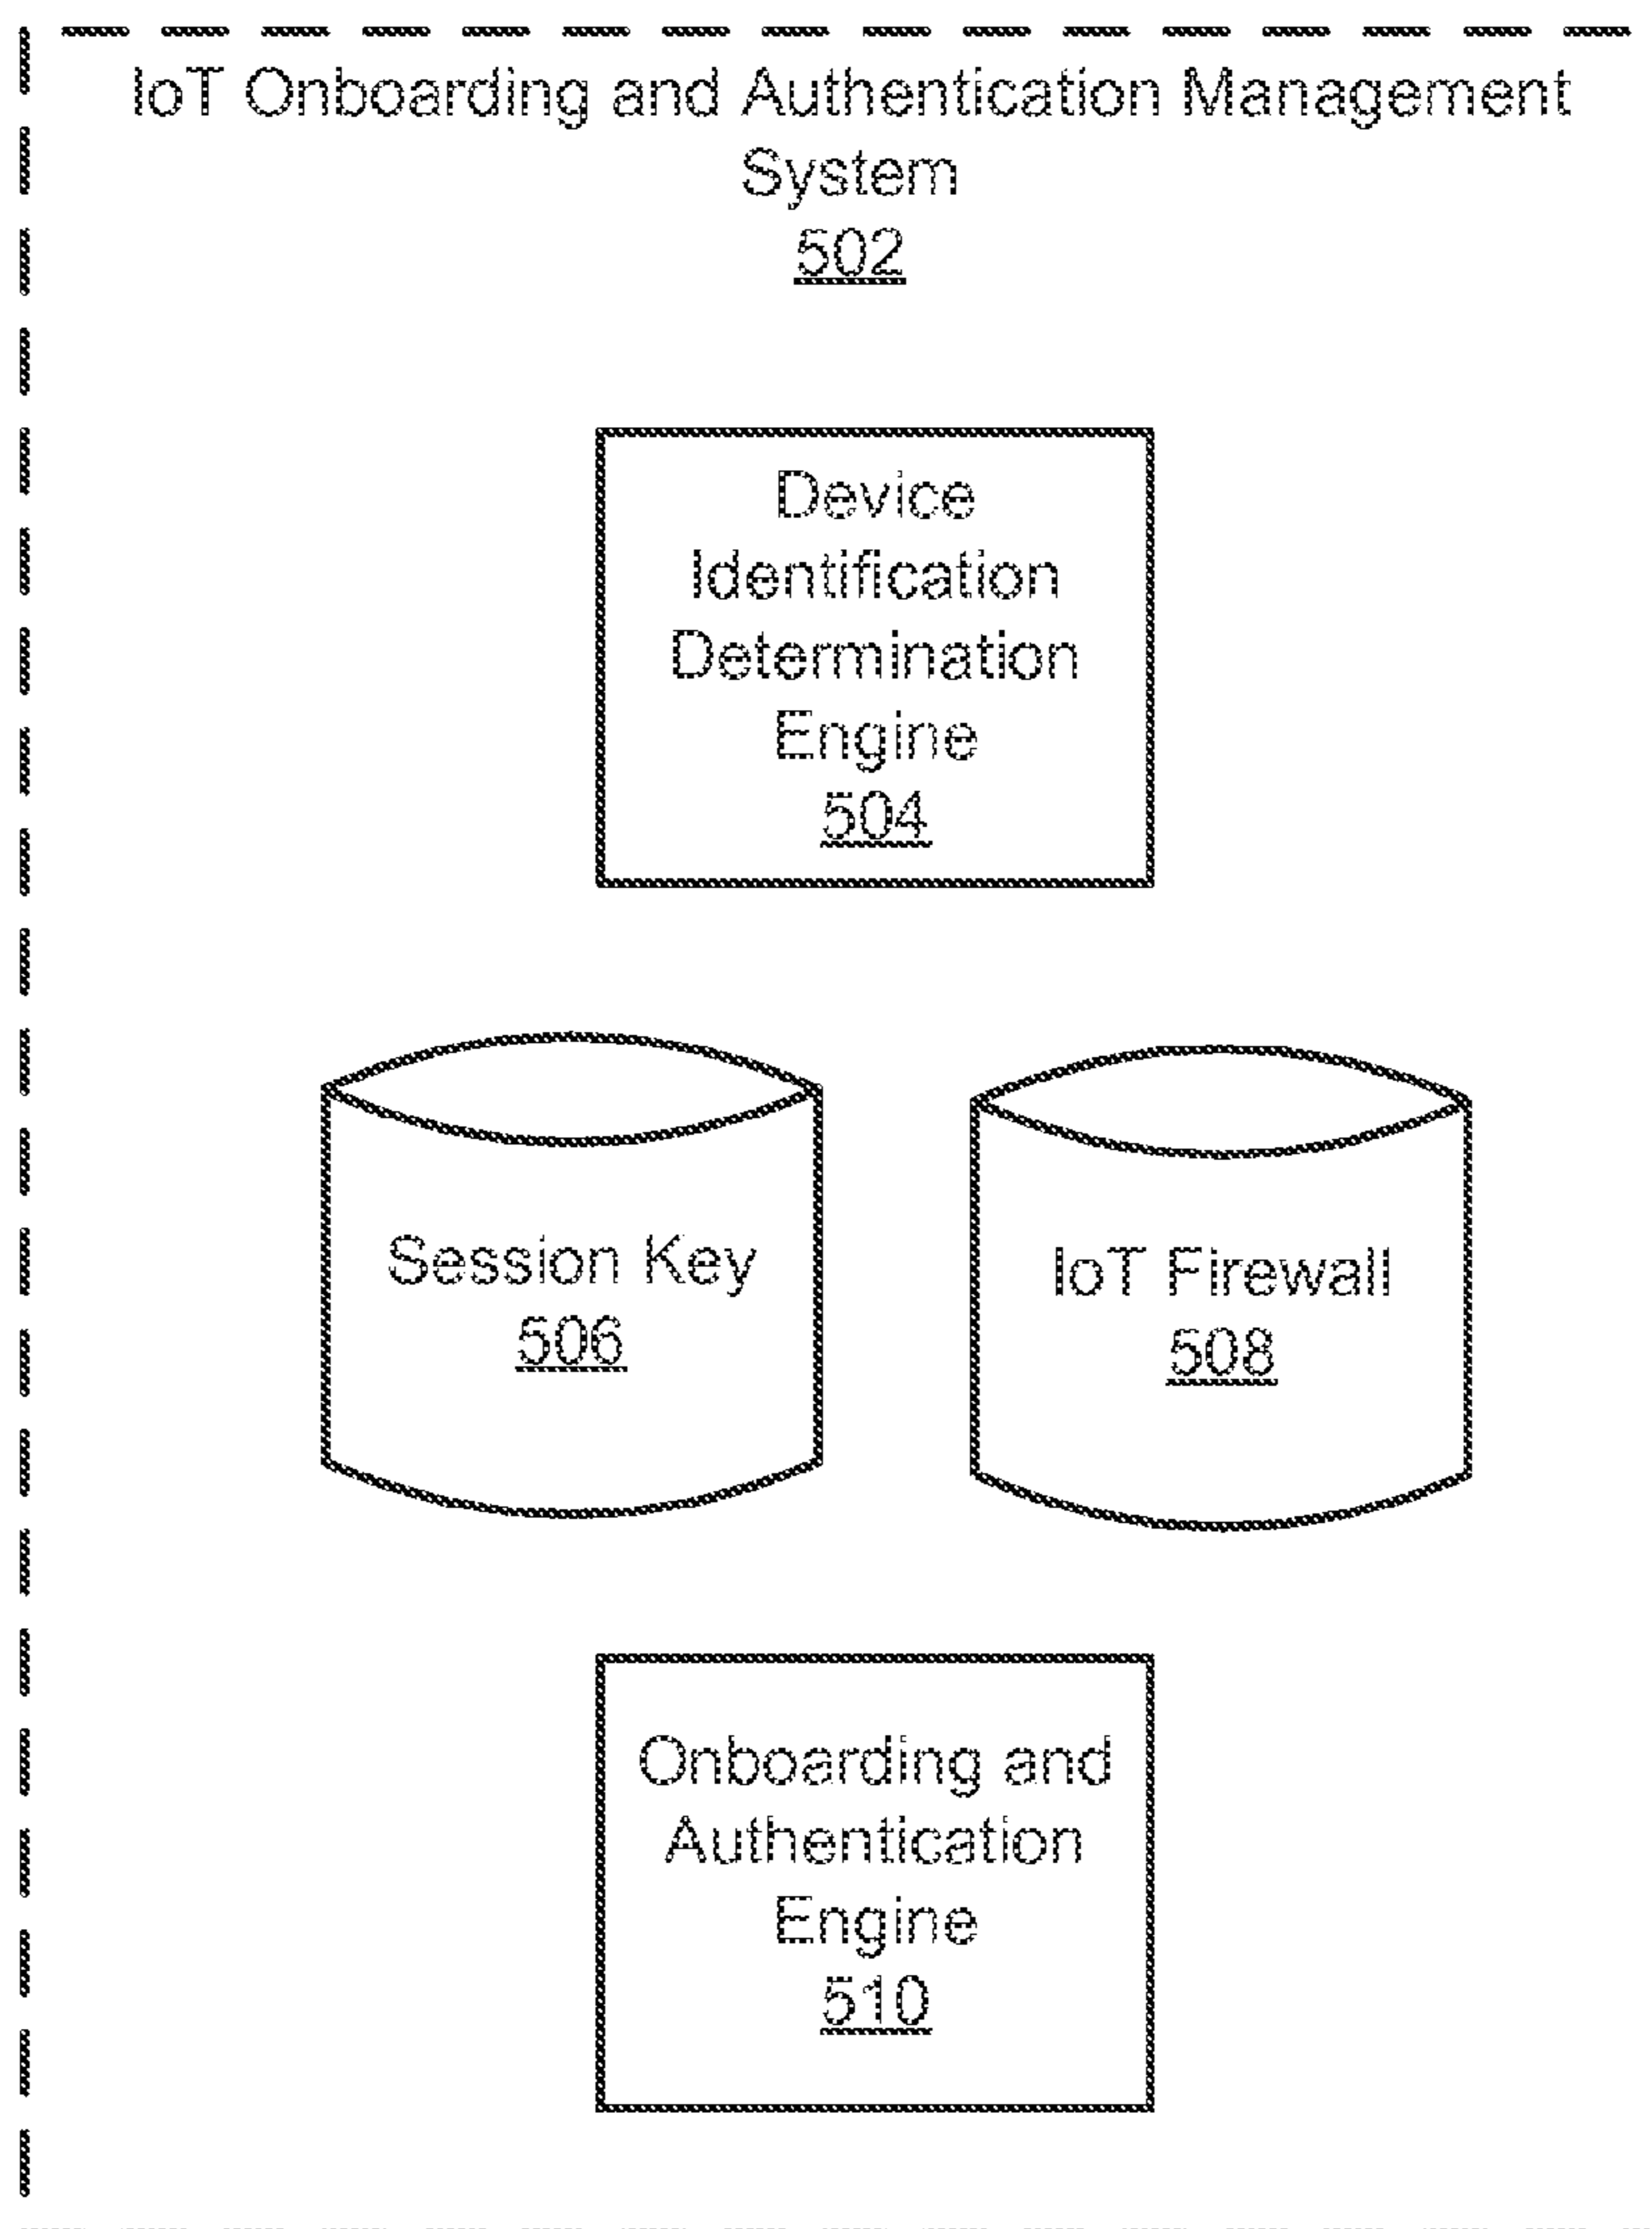 IoT Onboarding and Authentication Management
System
502
Device
Identification
Determination
Engine
504
Session Key
506
IoT Firewall
508
Onboarding and
Authentication
Engine
510